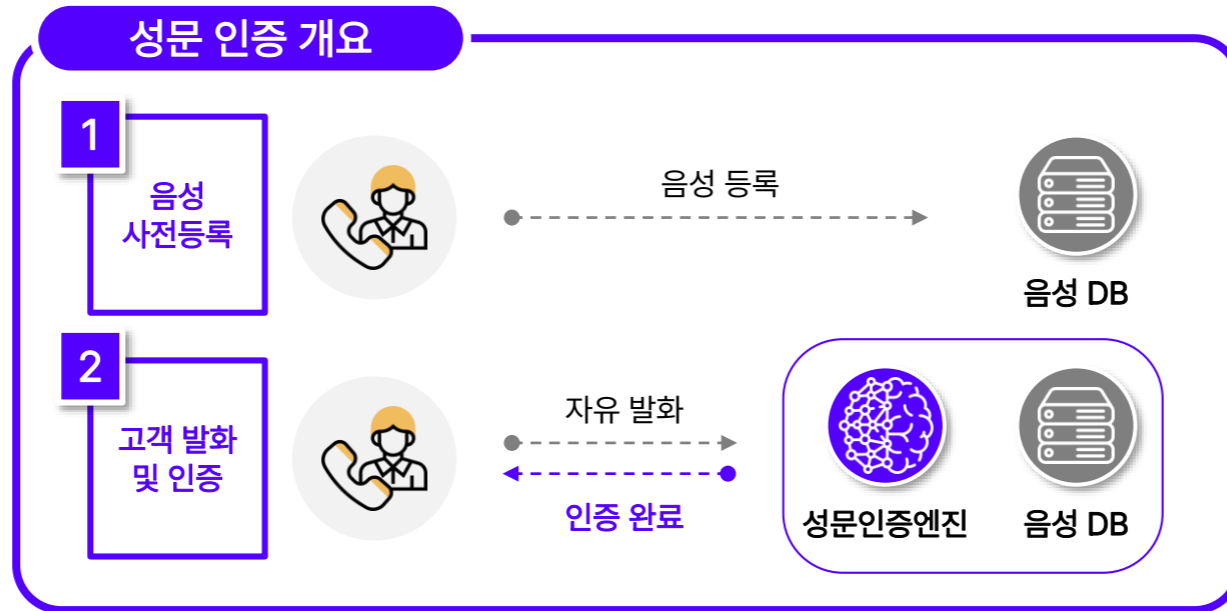 성문 인증 개요
1
음성
사전등록
음성 등록
음성 DB
2
고객 발화
및 인증
자유 발화
인증 완료
성문인증엔진
음성 DB